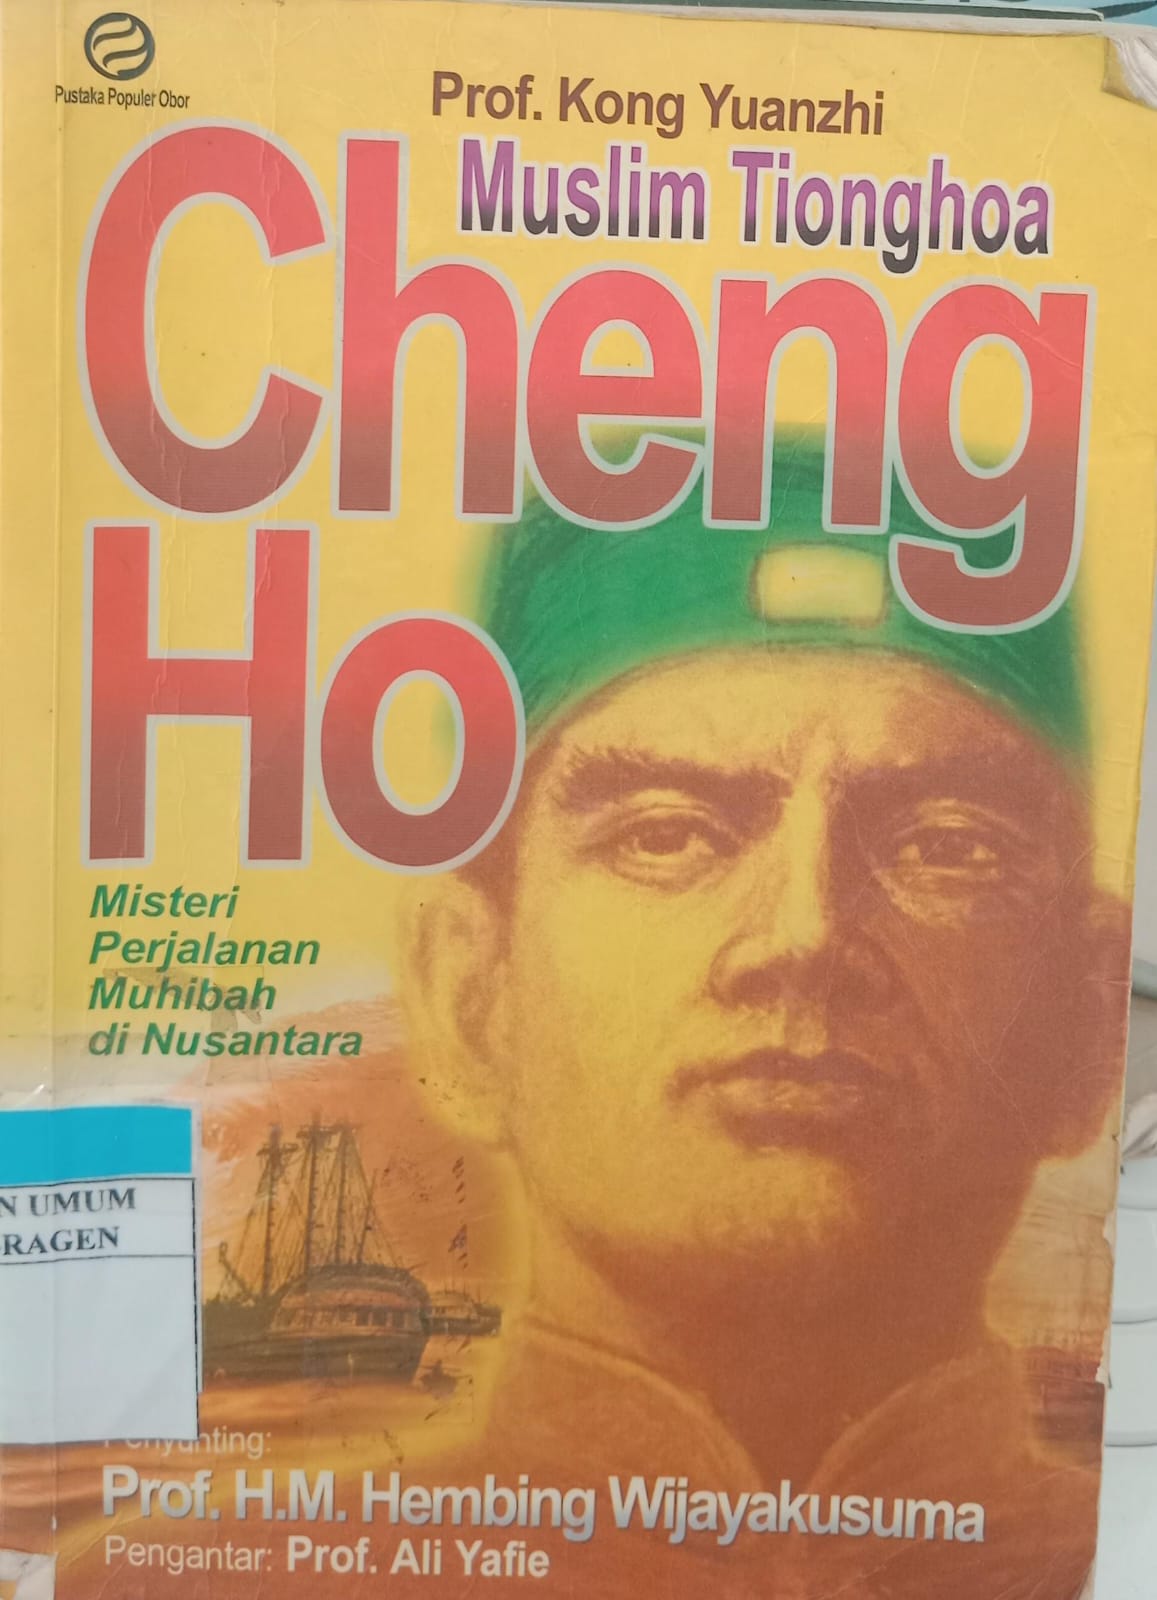 Pustaka Populer Obor
Prof. Kong Yuanzhi
Muslim Tionghoa
Cheng
Ho
Misteri
Perjalanan
Muhibah
di Nusantara
N UMUM
RAGEN
Penyunting:
Prof. H.M. Hembing Wijayakusuma
Pengantar: Prof. Ali Yafie